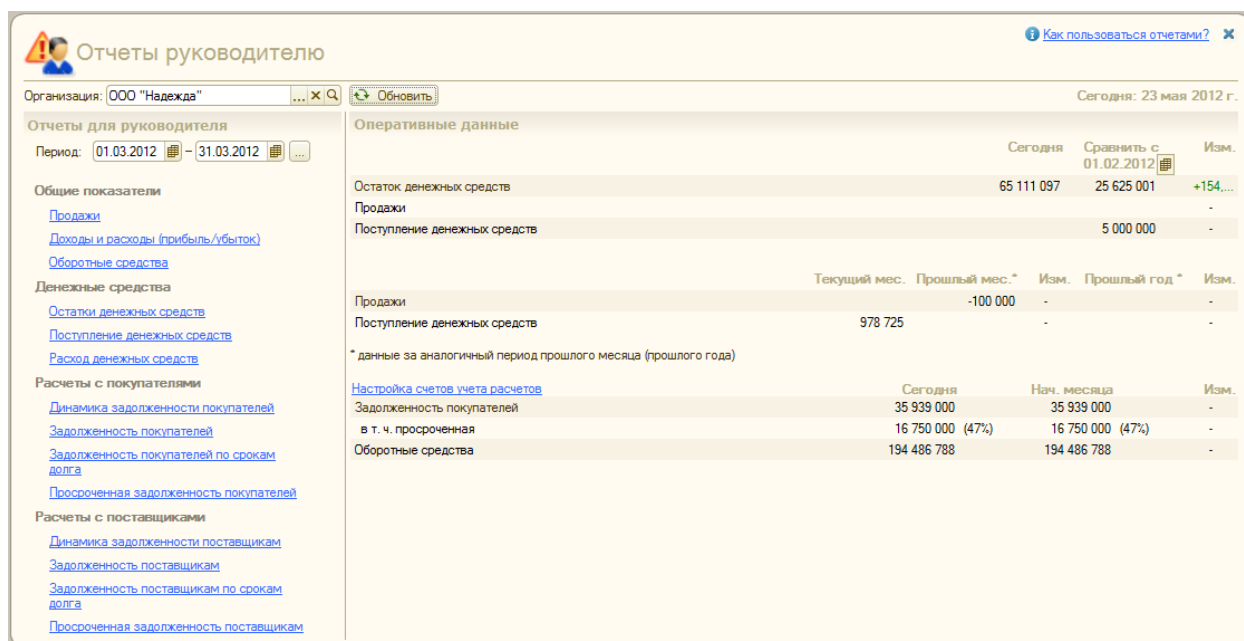 Отчеты руководителю
Как пользоваться отчетами?
Организация: ООО "Надежда" ... Обновить
Сегодня: 23 мая 2012 г.
Отчеты для руководителя
Период: 01.03.2012 – 31.03.2012 ...
Общие показатели
Продажи
Доходы и расходы (прибыль/убыток)
Оборотные средства
Денежные средства
Остатки денежных средств
Поступление денежных средств
Расход денежных средств
Расчеты с покупателями
Динамика задолженности покупателей
Задолженность покупателей
Задолженность покупателей по срокам
долга
Просроченная задолженность покупателей
Расчеты с поставщиками
Динамика задолженности поставщикам
Задолженность поставщикам
Задолженность поставщикам по срокам
долга
Просроченная задолженность поставщикам
Оперативные данные
Сегодня Сравнить с Изм.
01.02.2012
Остаток денежных средств 65 111 097 25 625 001 +154,...
Продажи -
Поступление денежных средств 5 000 000 -
Текущий мес. Прошлый мес.* Изм. Прошлый год * Изм.
Продажи -100 000 - -
Поступление денежных средств 978 725 - -
* данные за аналогичный период прошлого месяца (прошлого года)
Настройка счетов учета расчетов Сегодня Нач. месяца Изм.
Задолженность покупателей 35 939 000 35 939 000 -
в т. ч. просроченная 16 750 000 (47%) 16 750 000 (47%) -
Оборотные средства 194 486 788 194 486 788 -